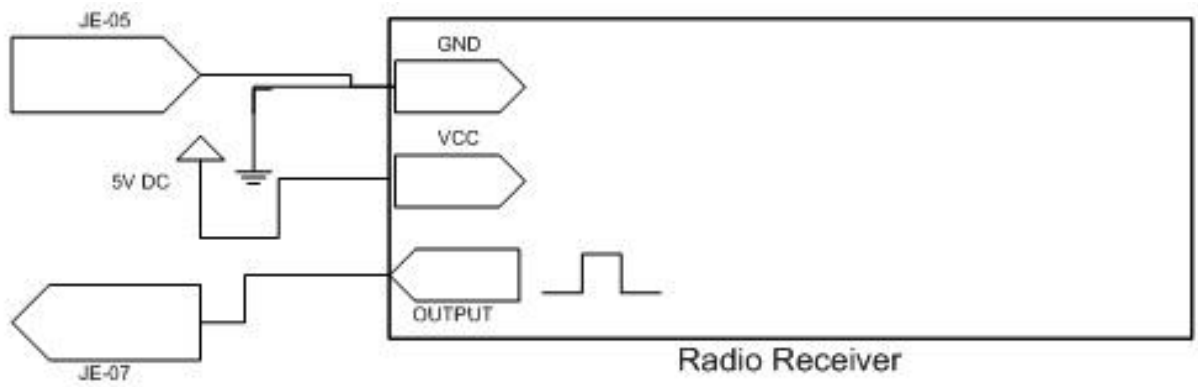 JE-05
GND
VCC
5V DC
OUTPUT
JE-07
Radio Receiver